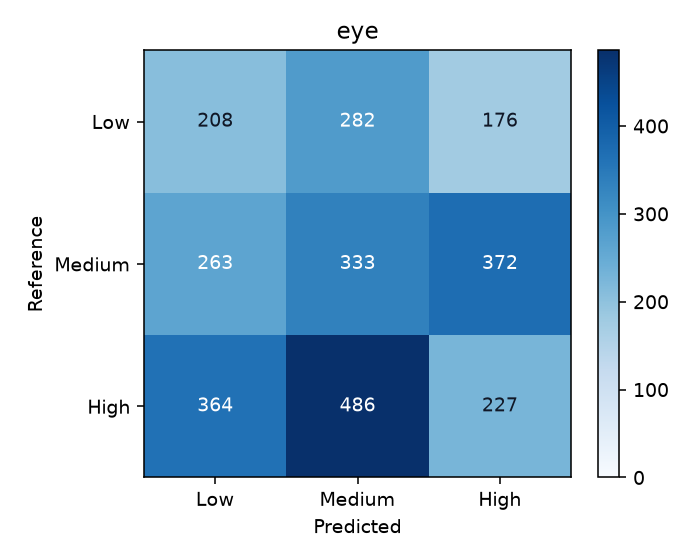 eye
Low 208 282 176
Medium 263 333 372
High 364 486 227
Low Medium High
Predicted
Reference
400
300
200
100
0